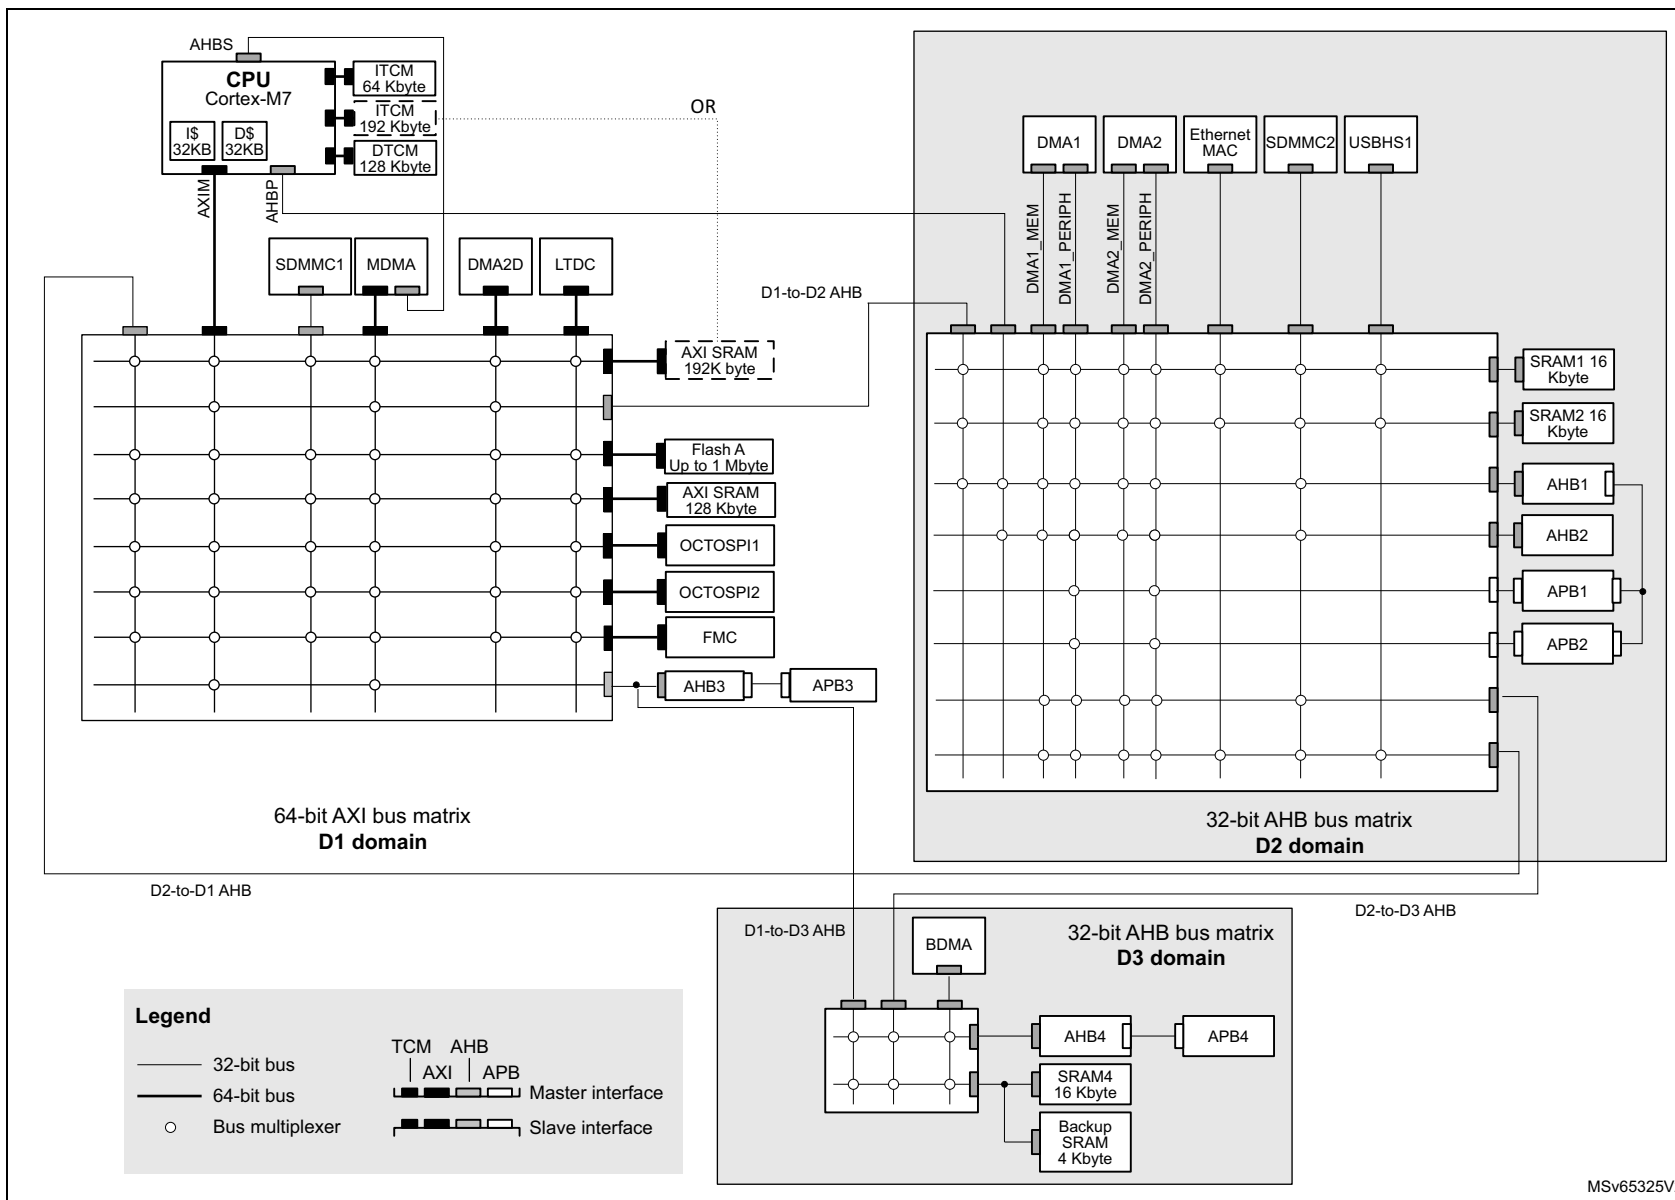 AHBS
CPU
Cortex-M7
I$
32KB
D$
32KB
ITCM
64 Kbyte
ITCM
192 Kbyte
DTCM
128 Kbyte
OR
AXIM
AHBP
SDMMC1
MDMA
DMA2D
LTDC
D1-to-D2 AHB
AXI SRAM
192K byte
Flash A
Up to 1 Mbyte
AXI SRAM
128 Kbyte
OCTOSPI1
OCTOSPI2
FMC
AHB3
APB3
64-bit AXI bus matrix
D1 domain
DMA1
DMA2
Ethernet
MAC
SDMMC2
USBHS1
DMA1_MEM
DMA1_PERIPH
DMA2_MEM
DMA2_PERIPH
SRAM1 16
Kbyte
SRAM2 16
Kbyte
AHB1
AHB2
APB1
APB2
32-bit AHB bus matrix
D2 domain
D2-to-D1 AHB
D2-to-D3 AHB
D1-to-D3 AHB
BDMA
32-bit AHB bus matrix
D3 domain
AHB4
APB4
SRAM4
16 Kbyte
Backup
SRAM
4 Kbyte
Legend
32-bit bus
64-bit bus
Bus multiplexer
TCM
AHB
AXI
APB
Master interface
Slave interface
MSv65325V